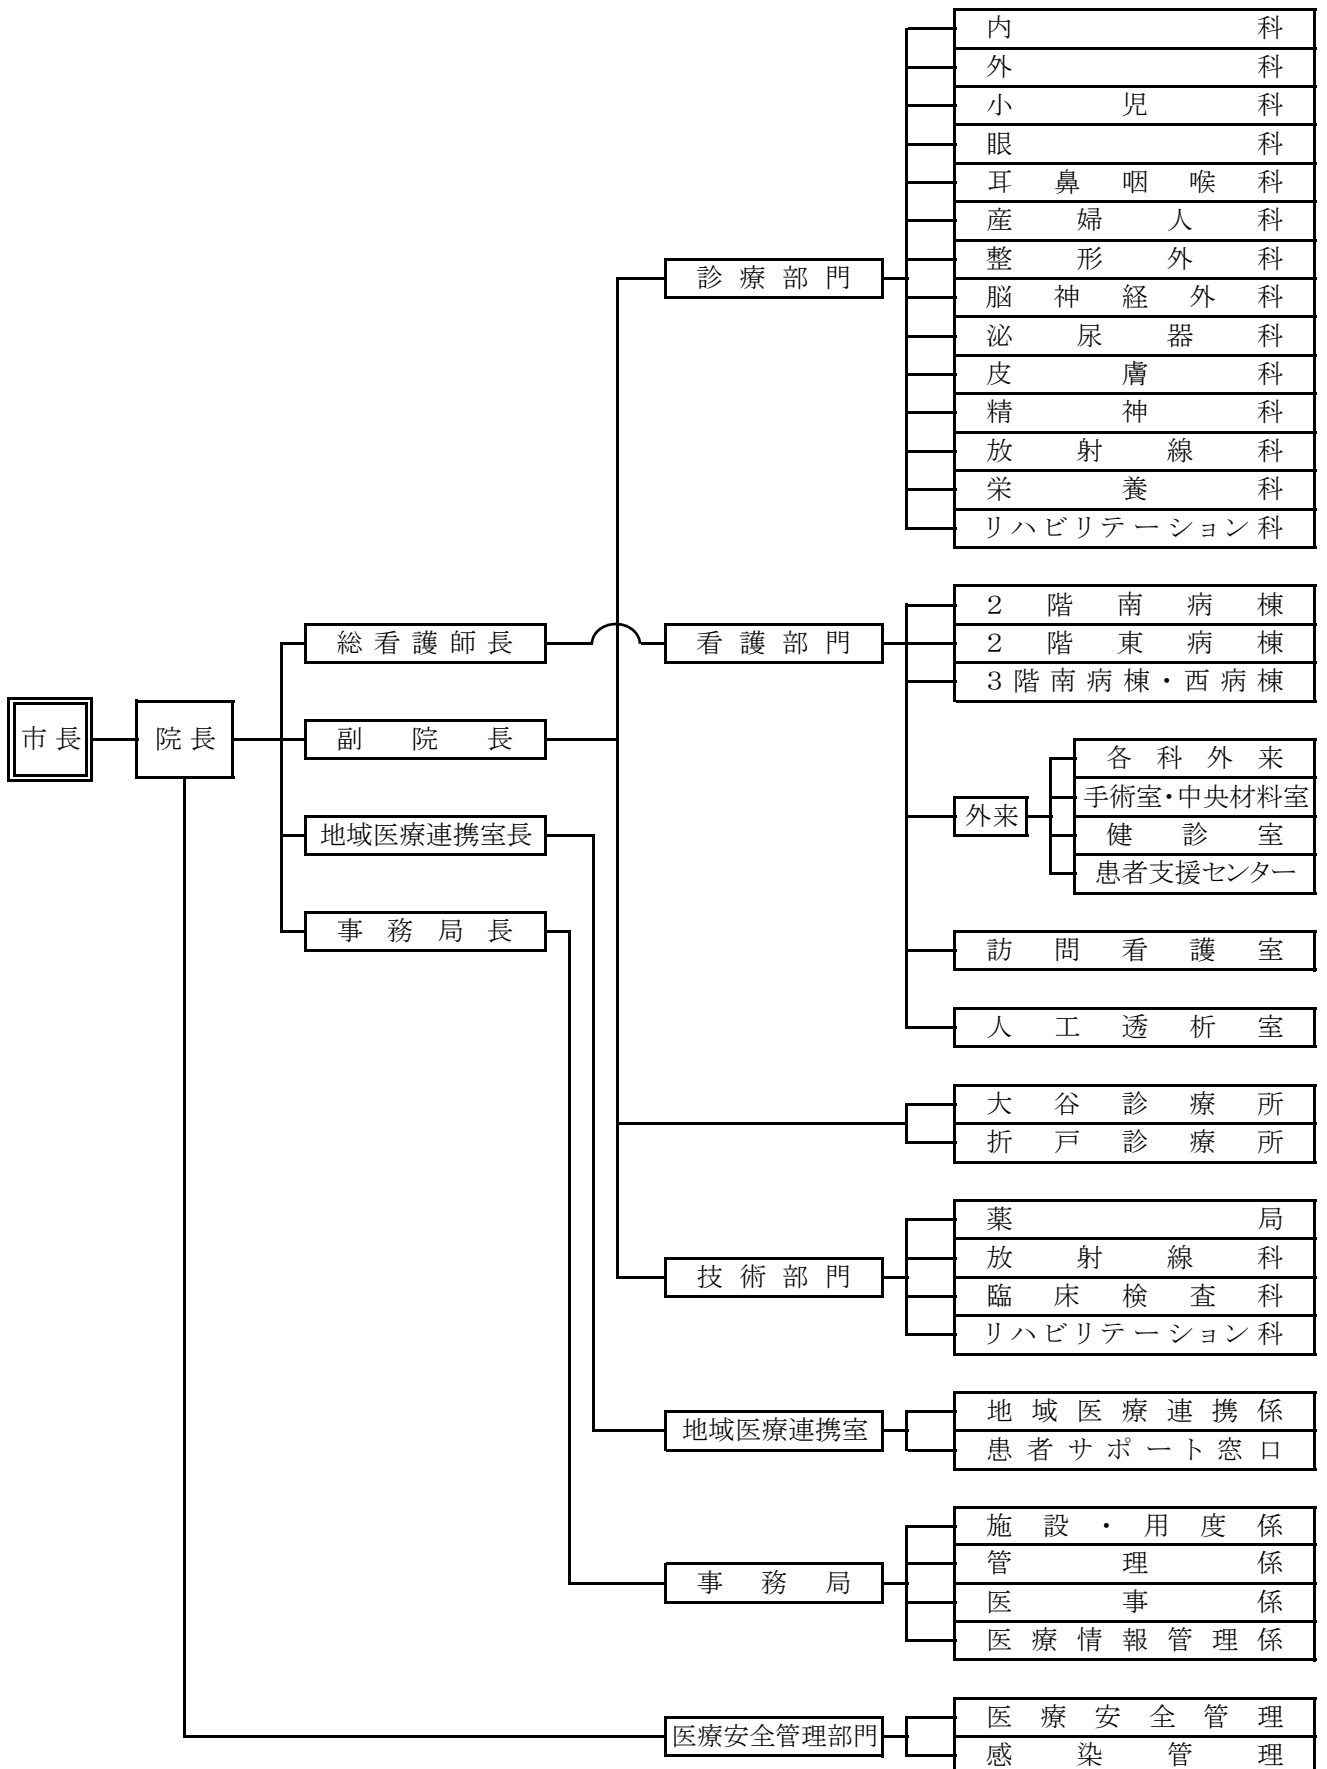 市長
院長
総看護師長
副院長
地域医療連携室長
事務局長
診療部門
内科
外科
小児科
眼科
耳鼻咽喉科
産婦人科
整形外科
脳神経外科
泌尿器科
皮膚科
精神科
放射線科
栄養科
リハビリテーション科
看護部門
2階南病棟
2階東病棟
3階南病棟・西病棟
外来
各科外来
手術室・中央材料室
健診室
患者支援センター
訪問看護室
人工透析室
大谷診療所
折戸診療所
技術部門
薬局
放射線科
臨床検査科
リハビリテーション科
地域医療連携室
地域医療連携係
患者サポート窓口
事務局
施設・用度係
管理係
医事係
医療情報管理係
医療安全管理部門
医療安全管理
感染管理